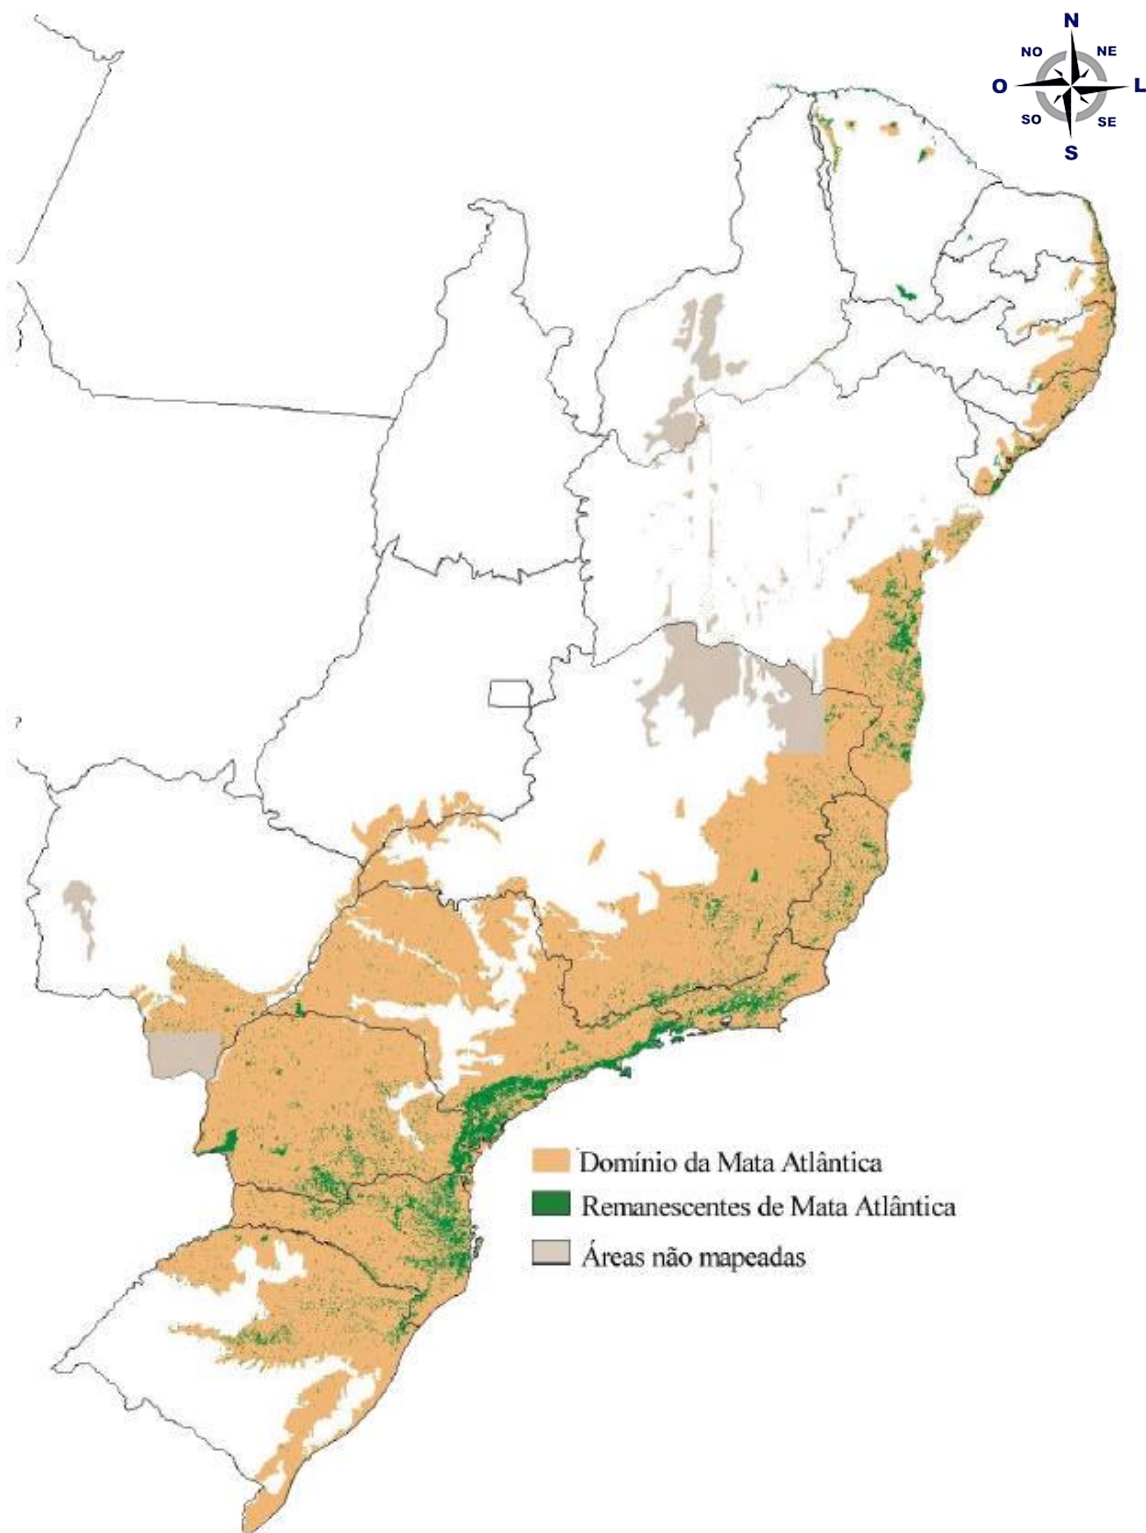 N
NO NE
O L
SO SE
S
Domínio da Mata Atlântica
Remanescentes de Mata Atlântica
Áreas não mapeadas